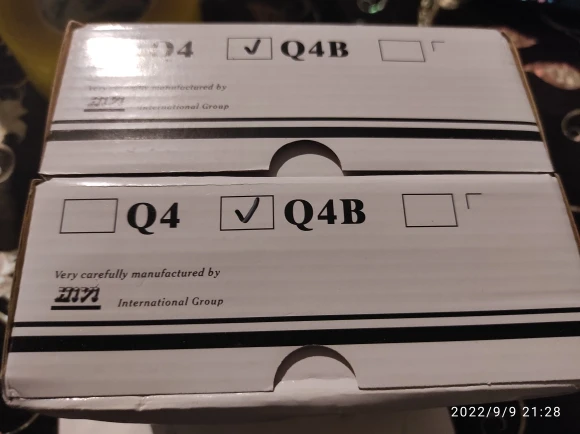 Q4 ✓ Q4B
manufactured by
International Group
Q4 ✓ Q4B
Very carefully manufactured by
International Group
2022/9/9 21:28